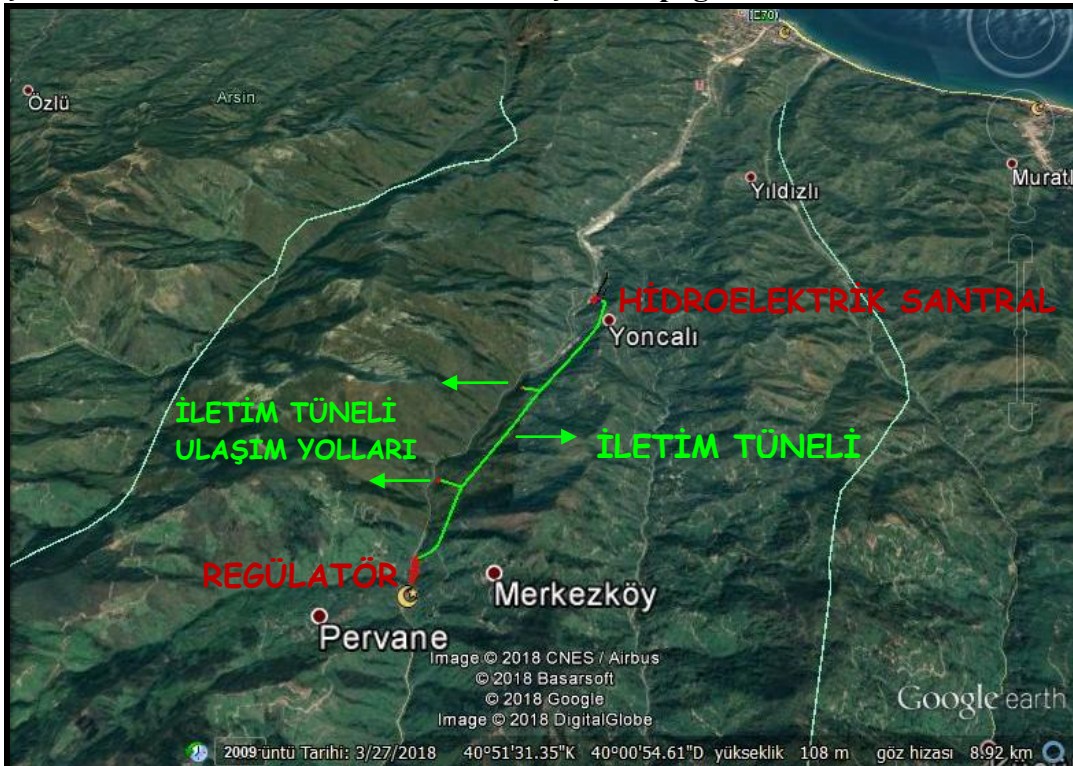 (E70)
Özlü
Arsin
Yıldızlı
HİDROELEKTRİK SANTRAL
Yoncalı
İLETİM TÜNELİ
ULAŞIM YOLLARI
İLETİM TÜNELİ
REGÜLATÖR
Merkezköy
Pervane
Image © 2018 CNES / Airbus
© 2018 Basarsoft
© 2018 Google
Image © 2018 DigitalGlobe
Google earth
2009 üntü Tarihi: 3/27/2018 40°51'31.35"K 40°00'54.61"D yükseklik 108 m göz hizası 8.92 km